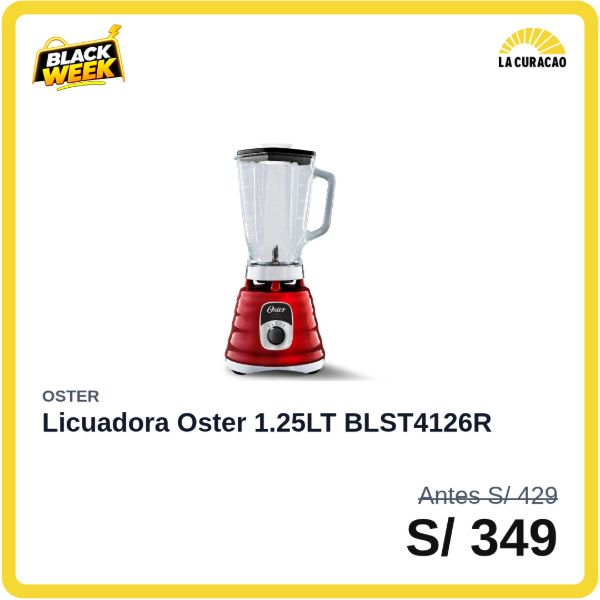 BLACK
WEEK
LA CURACAO
Oster
OSTER
Licuadora Oster 1.25LT BLST4126R
Antes S/ 429
S/ 349